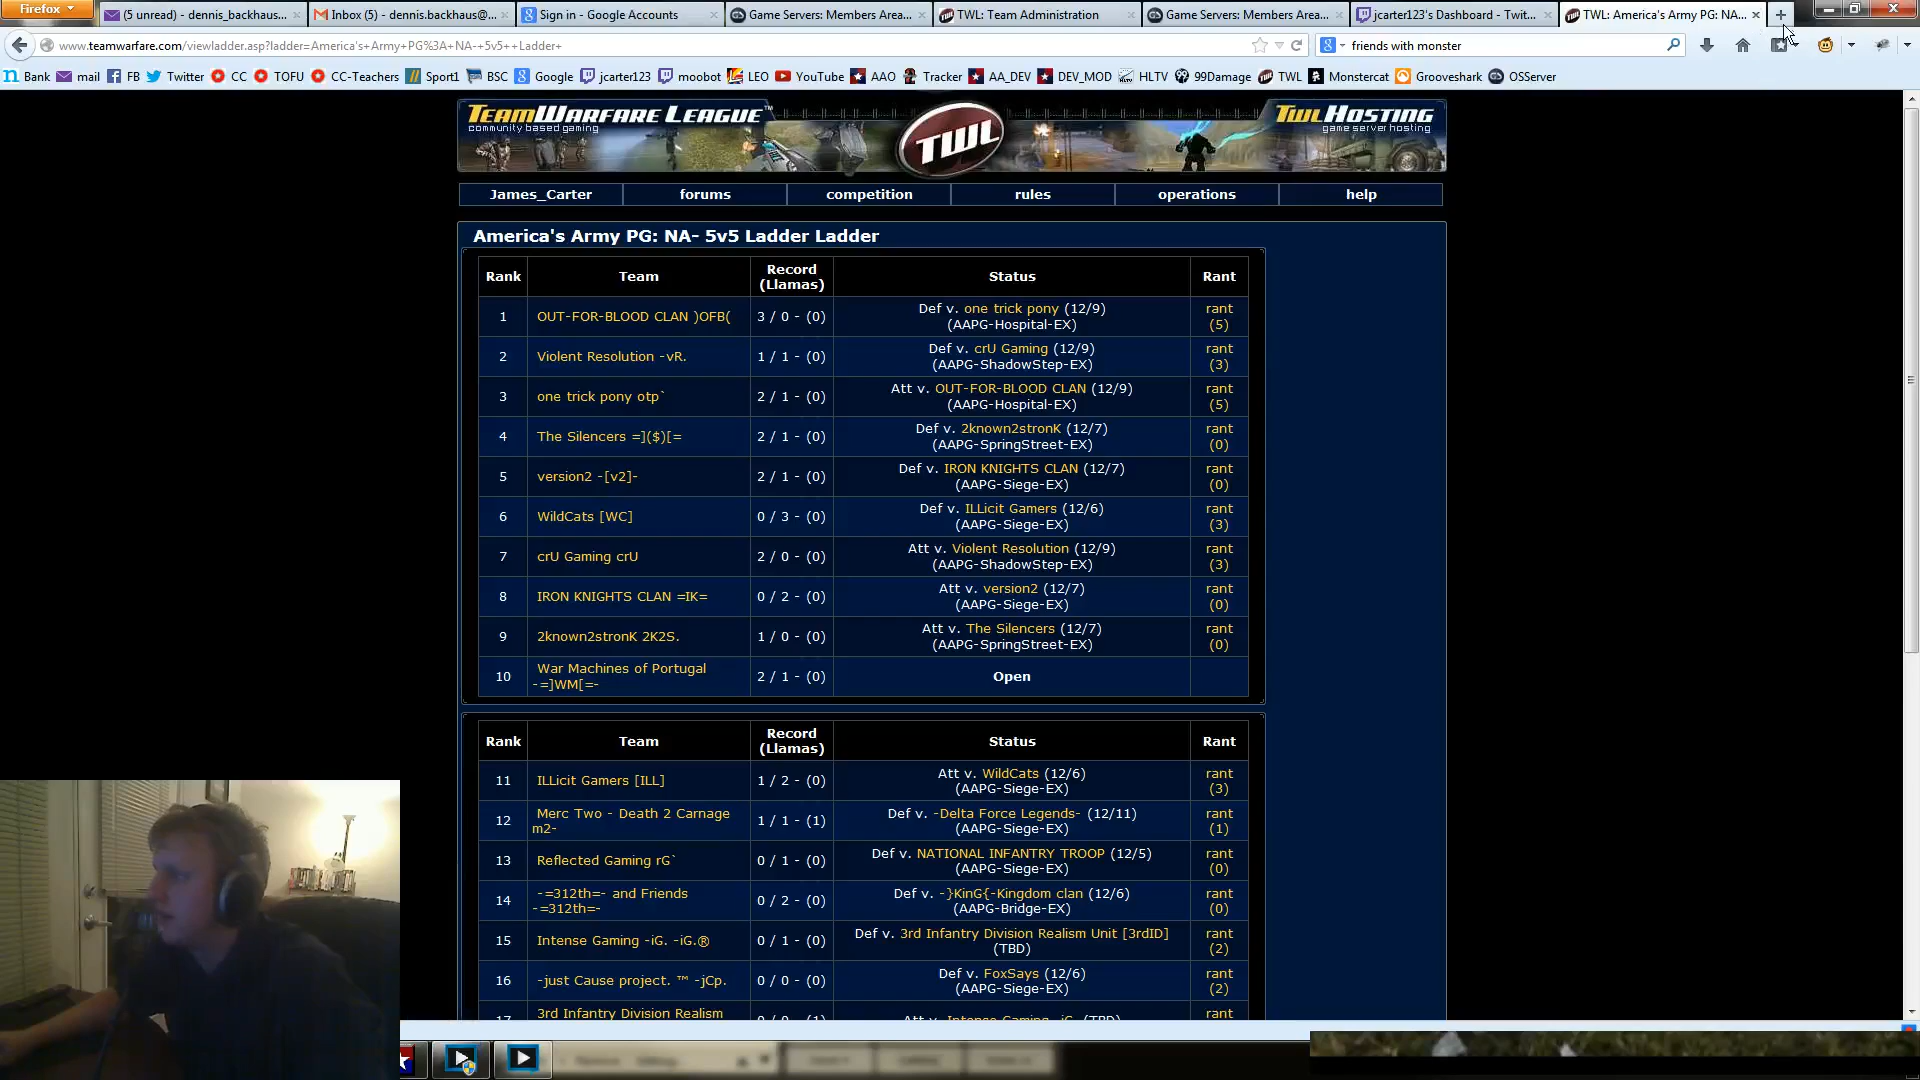 Firefox
(5 unread) - dennis_backhaus... × Inbox (5) - dennis.backhaus@... × Sign in - Google Accounts × Game Servers: Members Area... × TWL: Team Administration × Game Servers: Members Area... × jcarter123's Dashboard - Twit... × TWL: America's Army PG: NA... × +
www.teamwarfare.com/viewladder.asp?ladder=America's+Army+PG%3A+NA-+5v5++Ladder+
friends with monster
Bank mail FB Twitter CC TOFU CC-Teachers Sport1 BSC Google jcarter123 moobot LEO YouTube AAO Tracker AA_DEV DEV_MOD HLTV 99Damage TWL Monstercat Grooveshark OSServer
TEAMWARFARE LEAGUE™
community based gaming
TWL
TWLHOSTING
game server hosting
James_Carter forums competition rules operations help
America's Army PG: NA- 5v5 Ladder Ladder
Rank Team Record (Llamas) Status Rant
1 OUT-FOR-BLOOD CLAN )OFB( 3 / 0 - (0) Def v. one trick pony (12/9) (AAPG-Hospital-EX) rant (5)
2 Violent Resolution -vR. 1 / 1 - (0) Def v. crU Gaming (12/9) (AAPG-ShadowStep-EX) rant (3)
3 one trick pony otp` 2 / 1 - (0) Att v. OUT-FOR-BLOOD CLAN (12/9) (AAPG-Hospital-EX) rant (5)
4 The Silencers =]($)[= 2 / 1 - (0) Def v. 2known2stronK (12/7) (AAPG-SpringStreet-EX) rant (0)
5 version2 -[v2]- 2 / 1 - (0) Def v. IRON KNIGHTS CLAN (12/7) (AAPG-Siege-EX) rant (0)
6 WildCats [WC] 0 / 3 - (0) Def v. ILLicit Gamers (12/6) (AAPG-Siege-EX) rant (3)
7 crU Gaming crU 2 / 0 - (0) Att v. Violent Resolution (12/9) (AAPG-ShadowStep-EX) rant (3)
8 IRON KNIGHTS CLAN =IK= 0 / 2 - (0) Att v. version2 (12/7) (AAPG-Siege-EX) rant (0)
9 2known2stronK 2K2S. 1 / 0 - (0) Att v. The Silencers (12/7) (AAPG-SpringStreet-EX) rant (0)
10 War Machines of Portugal -=]WM[=- 2 / 1 - (0) Open
Rank Team Record (Llamas) Status Rant
11 ILLicit Gamers [ILL] 1 / 2 - (0) Att v. WildCats (12/6) (AAPG-Siege-EX) rant (3)
12 Merc Two - Death 2 Carnage m2- 1 / 1 - (1) Def v. -Delta Force Legends- (12/11) (AAPG-Siege-EX) rant (1)
13 Reflected Gaming rG` 0 / 1 - (0) Def v. NATIONAL INFANTRY TROOP (12/5) (AAPG-Siege-EX) rant (0)
14 -=312th=- and Friends -=312th=- 0 / 2 - (0) Def v. -}KinG{-Kingdom clan (12/6) (AAPG-Bridge-EX) rant (0)
15 Intense Gaming -iG. -iG.® 0 / 1 - (0) Def v. 3rd Infantry Division Realism Unit [3rdID] (TBD) rant (2)
16 -just Cause project. ™ -jCp. 0 / 0 - (0) Def v. FoxSays (12/6) (AAPG-Siege-EX) rant (2)
17 3rd Infantry Division Realism 0 / 0 - (1) Att v. Intense Gaming -iG. (TBD) rant